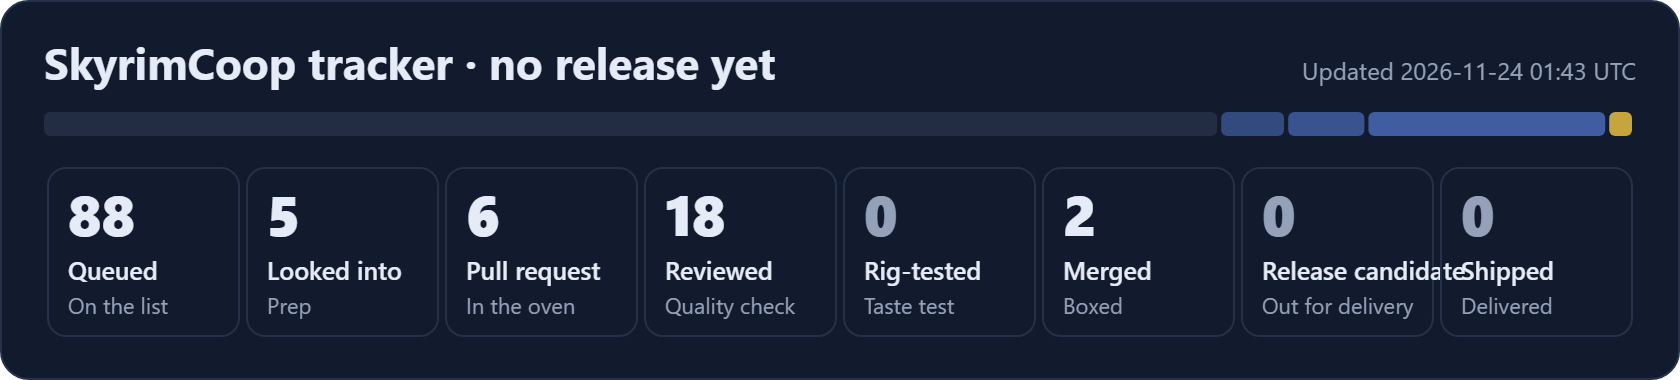 SkyrimCoop tracker · no release yet
Updated 2026-11-24 01:43 UTC
88
Queued
On the list
5
Looked into
Prep
6
Pull request
In the oven
18
Reviewed
Quality check
0
Rig-tested
Taste test
2
Merged
Boxed
0
Release candidate
Out for delivery
0
Shipped
Delivered